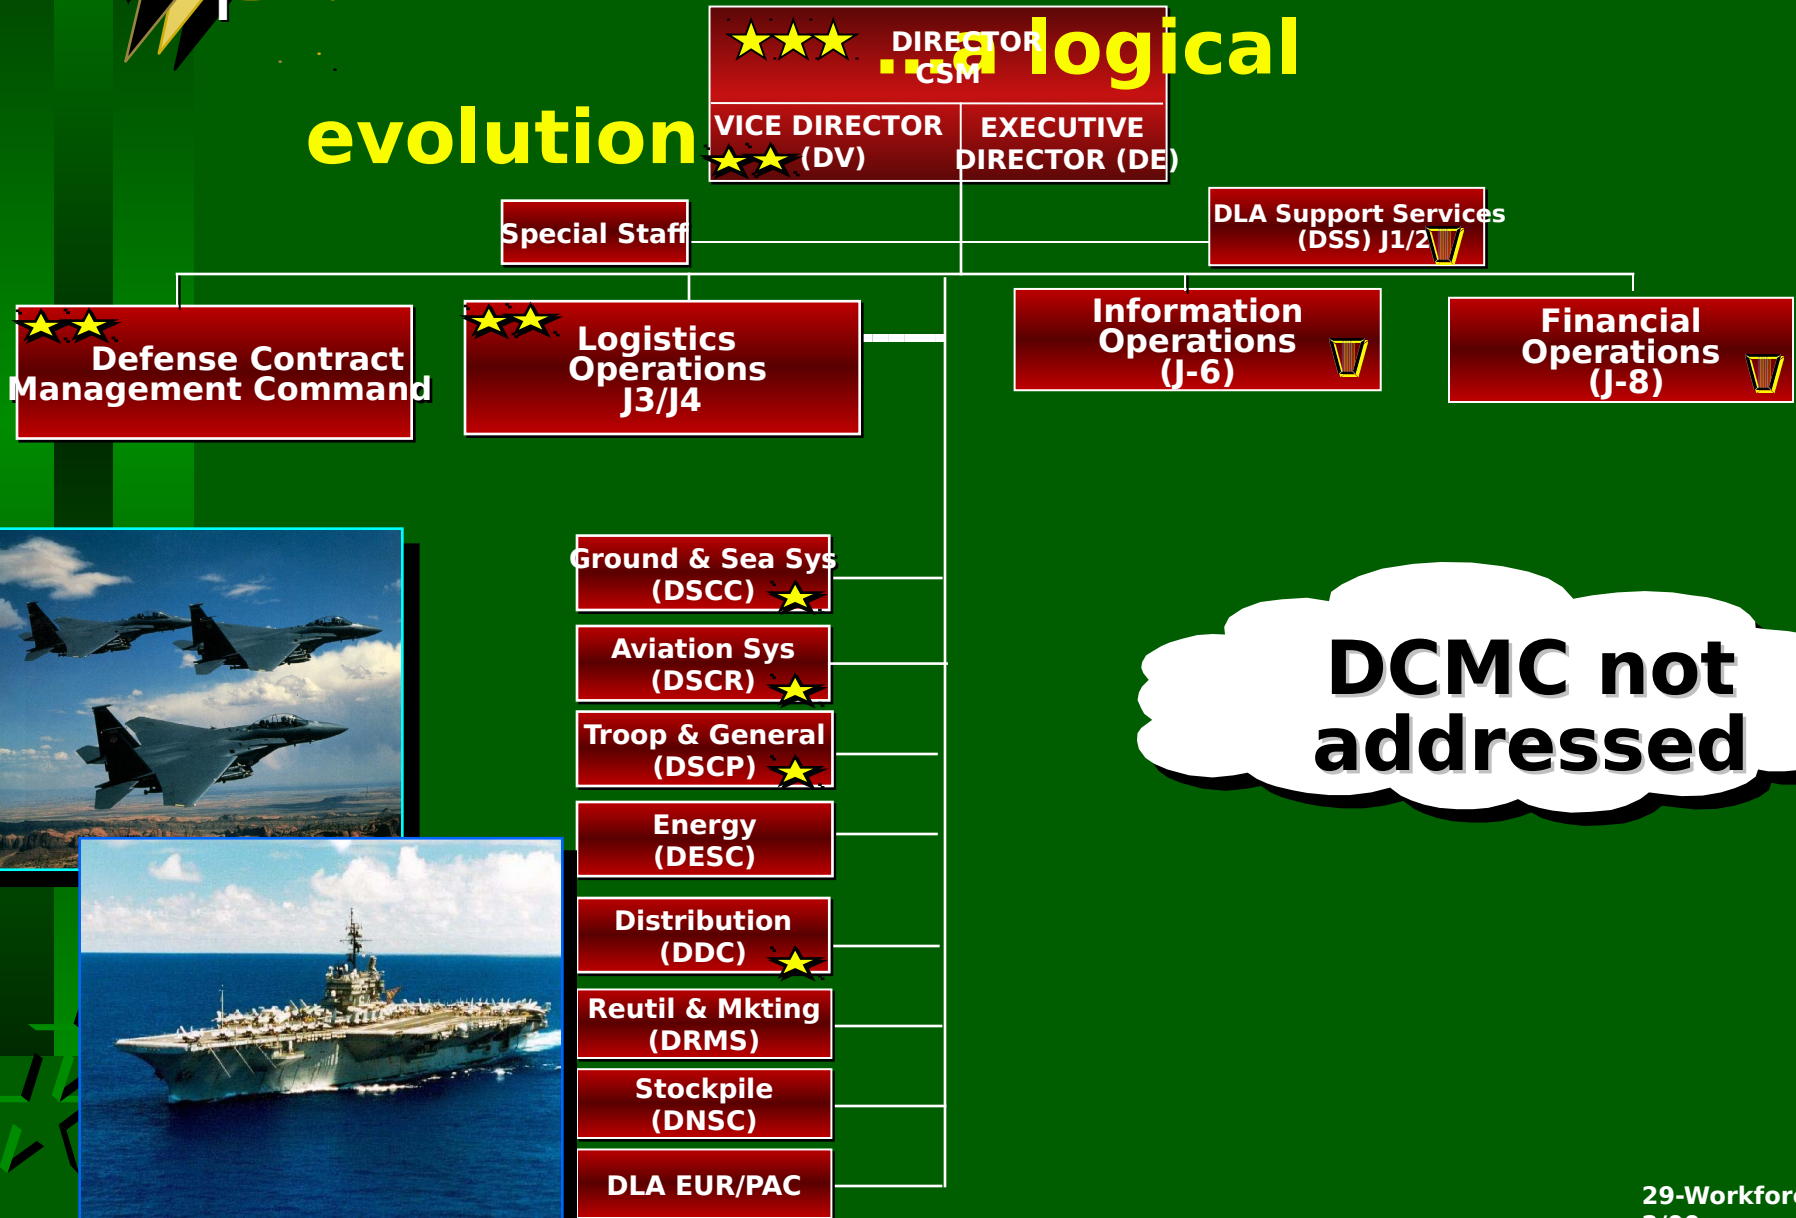 ...a logical
evolution
DIRECTOR
CSM
VICE DIRECTOR
(DV)
EXECUTIVE
DIRECTOR (DE)
Special Staff
DLA Support Services
(DSS) J1/2
Defense Contract
Management Command
Logistics
Operations
J3/J4
Information
Operations
(J-6)
Financial
Operations
(J-8)
Ground & Sea Sys
(DSCC)
Aviation Sys
(DSCR)
Troop & General
(DSCP)
Energy
(DESC)
Distribution
(DDC)
Reutil & Mkting
(DRMS)
Stockpile
(DNSC)
DLA EUR/PAC
DCMC not
addressed